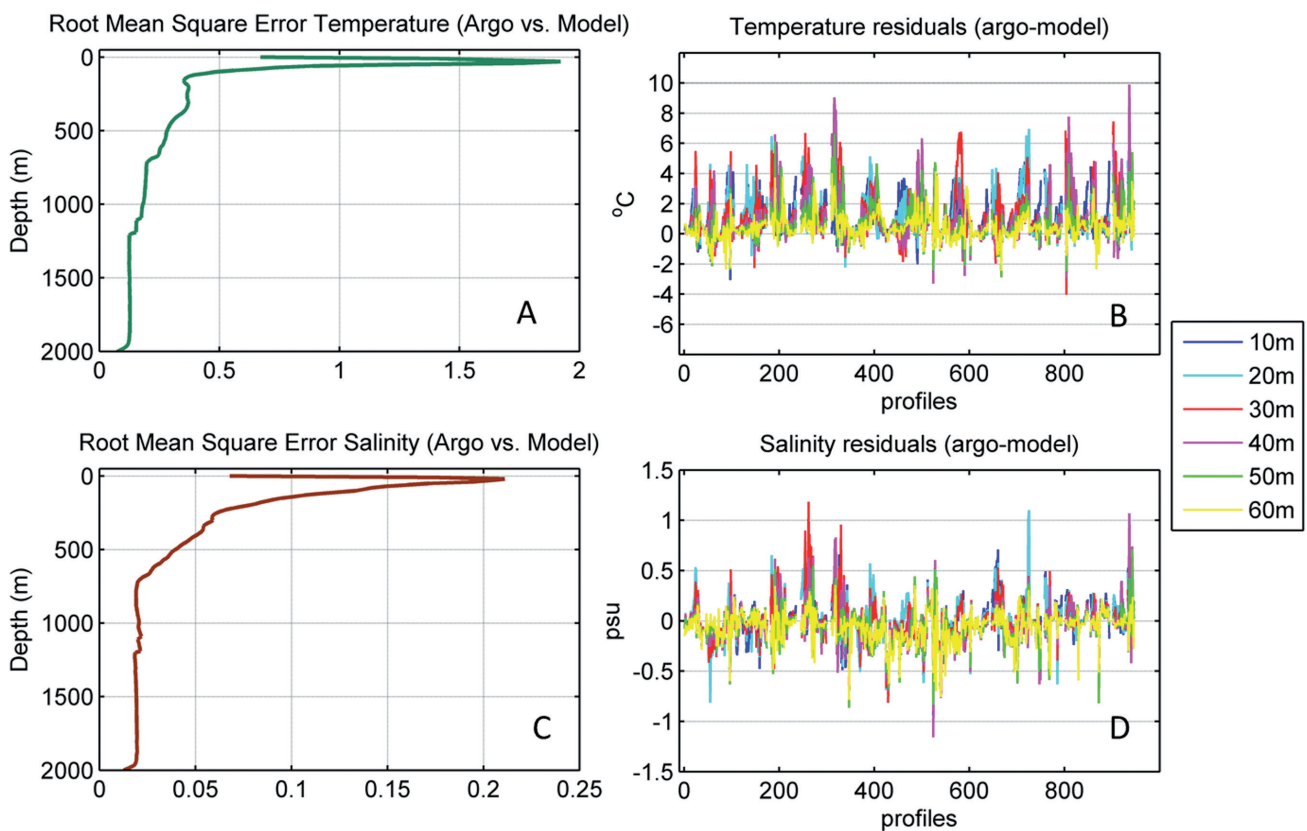 Root Mean Square Error Temperature (Argo vs. Model)
0
500
1000
1500
2000
Depth (m)
0
0.5
1
1.5
2
A
Temperature residuals (argo-model)
10
8
6
4
2
0
-2
-4
-6
oC
0
200
400
600
800
profiles
B
Root Mean Square Error Salinity (Argo vs. Model)
0
500
1000
1500
2000
Depth (m)
0
0.05
0.1
0.15
0.2
0.25
C
Salinity residuals (argo-model)
1.5
1
0.5
0
-0.5
-1
-1.5
psu
0
200
400
600
800
profiles
D
10m
20m
30m
40m
50m
60m